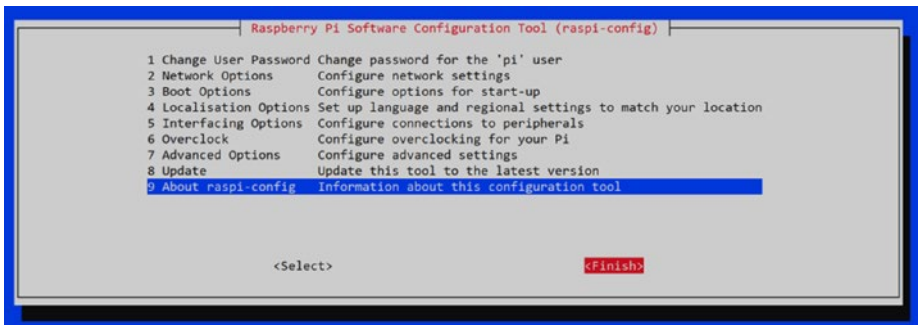 Raspberry Pi Software Configuration Tool (raspi-config)
1 Change User Password Change password for the 'pi' user
2 Network Options Configure network settings
3 Boot Options Configure options for start-up
4 Localisation Options Set up language and regional settings to match your location
5 Interfacing Options Configure connections to peripherals
6 Overclock Configure overclocking for your Pi
7 Advanced Options Configure advanced settings
8 Update Update this tool to the latest version
9 About raspi-config Information about this configuration tool
<Select> <Finish>